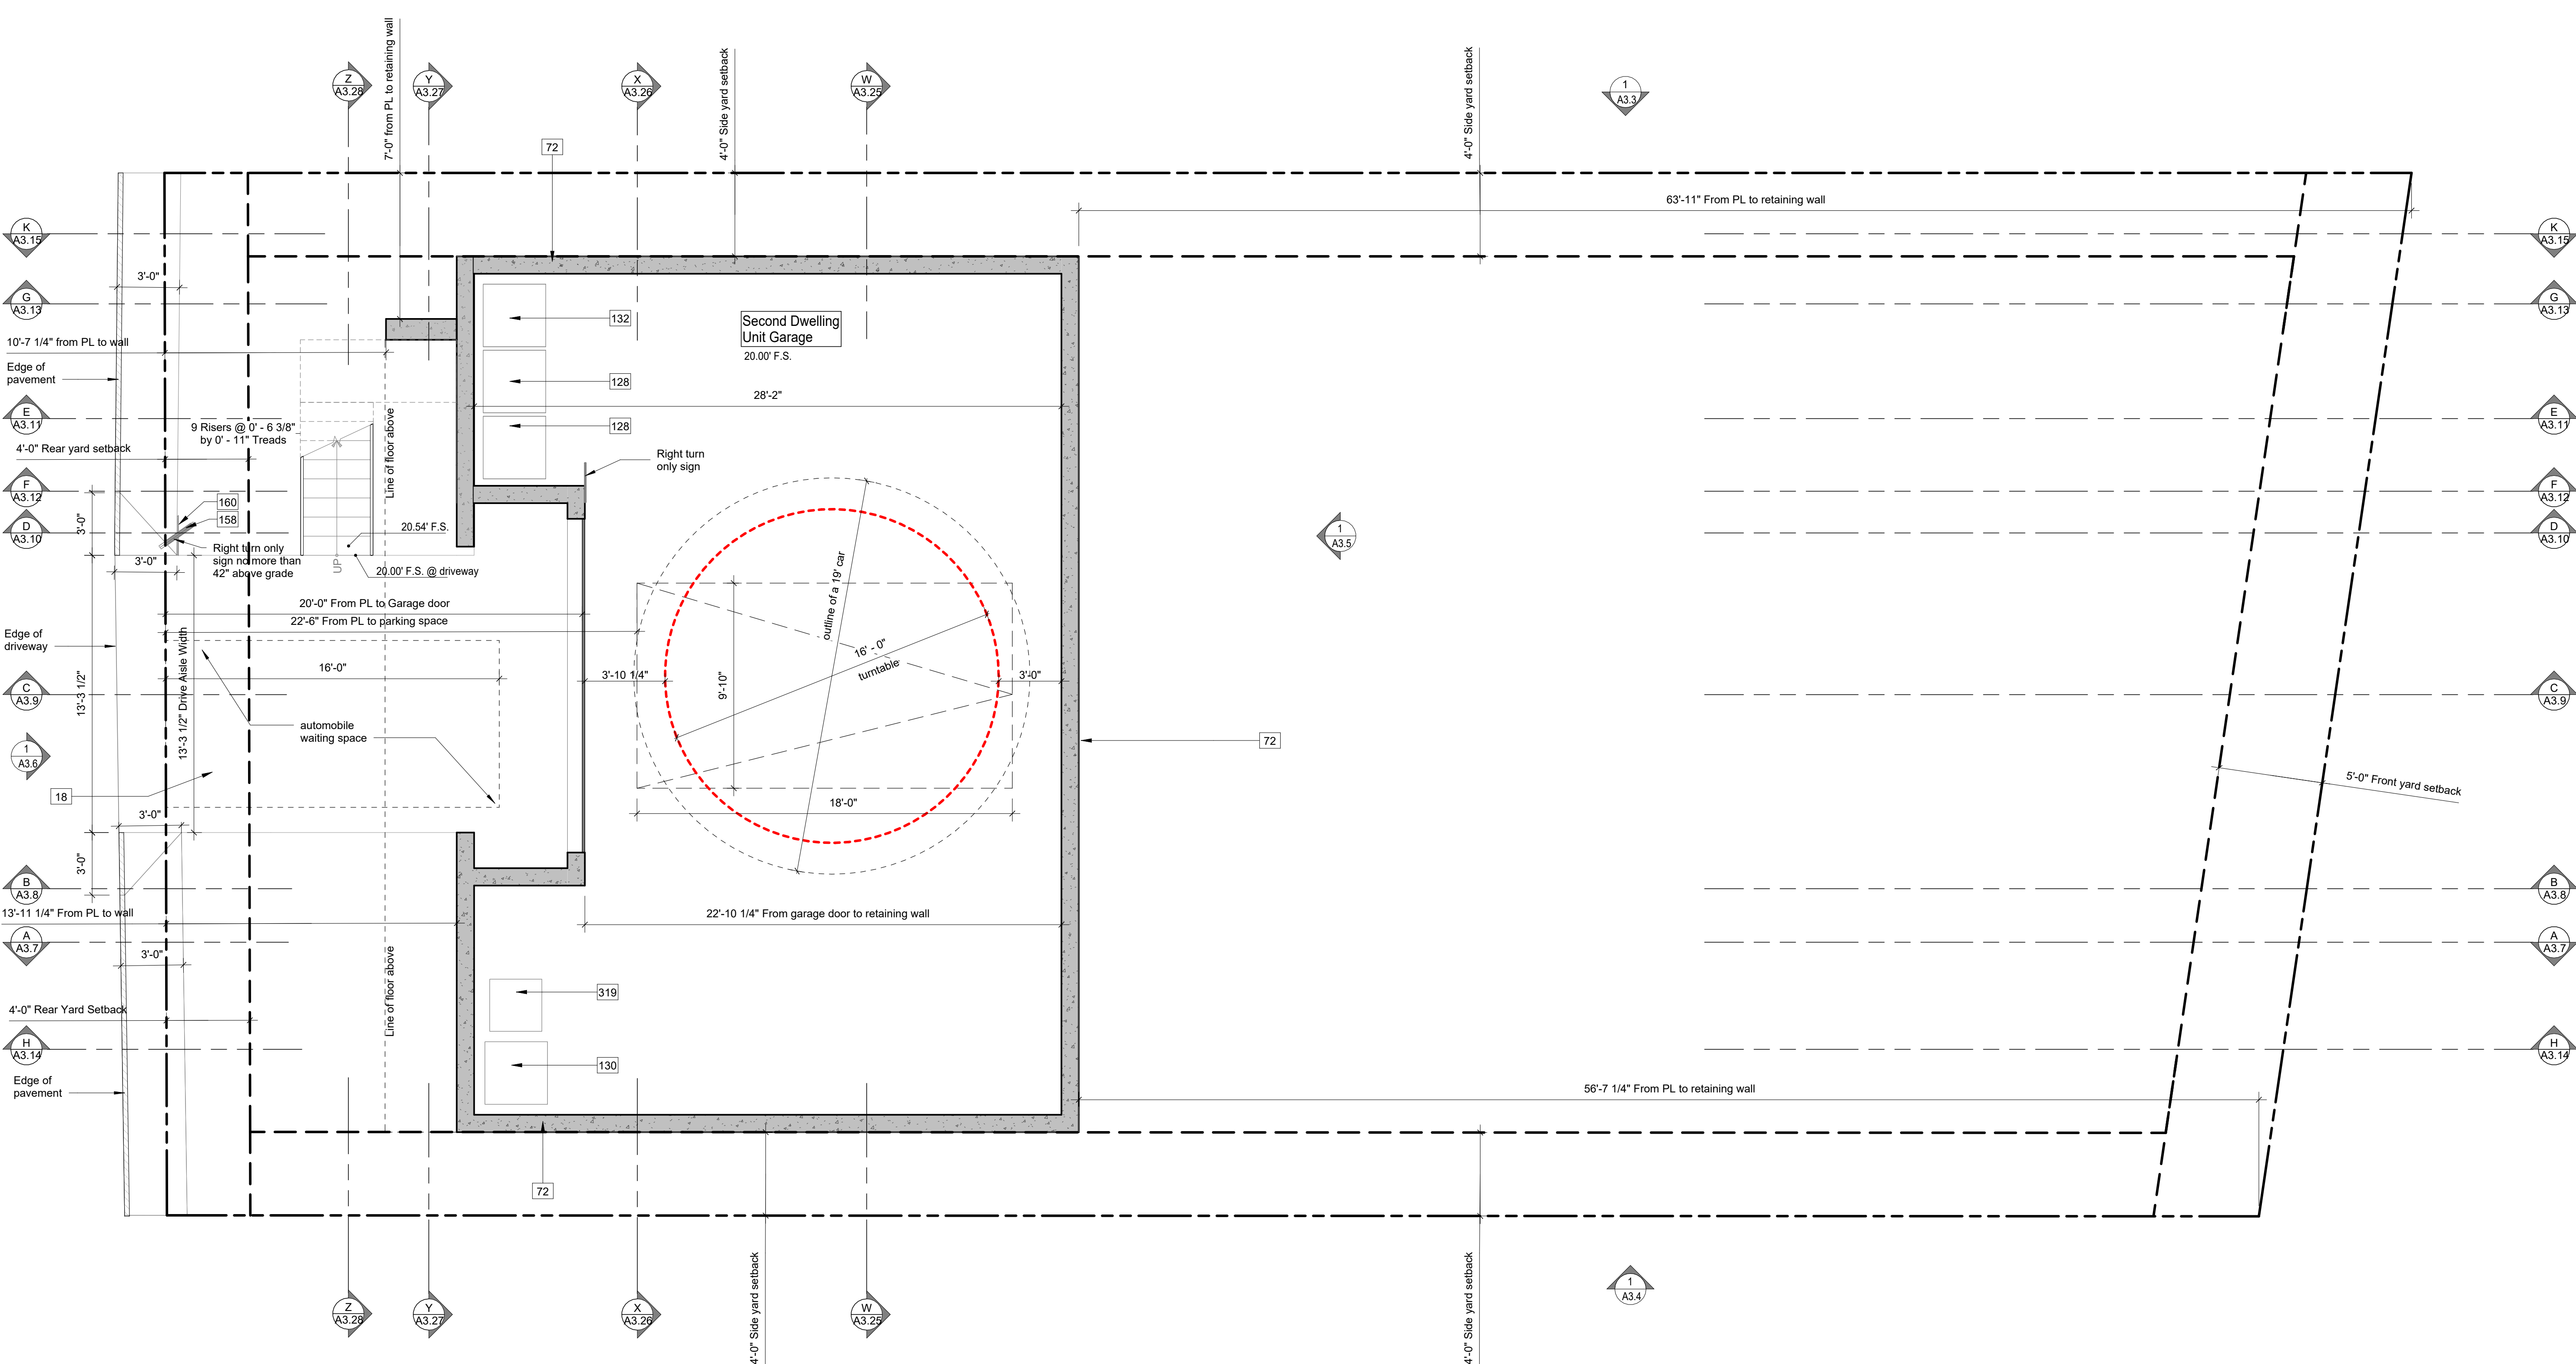 7'-0" from PL to retaining wall
4'-0" Side yard setback
4'-0" Side yard setback
Z
A3.28
Y
A3.27
X
A3.26
W
A3.25
1
A3.3
72
63'-11" From PL to retaining wall
K
A3.15
K
A3.15
3'-0"
G
A3.13
G
A3.13
132
Second Dwelling
Unit Garage
20.00' F.S.
10'-7 1/4" from PL to wall
Edge of
pavement
128
28'-2"
E
A3.11
E
A3.11
9 Risers @ 0' - 6 3/8"
by 0' - 11" Treads
Line of floor above
128
4'-0" Rear yard setback
Right turn
only sign
F
A3.12
F
A3.12
160
158
3'-0"
D
A3.10
D
A3.10
20.54' F.S.
1
A3.5
Right turn only
sign no more than
42" above grade
3'-0"
UP
20.00' F.S. @ driveway
outline of a 19' car
20'-0" From PL to Garage door
22'-6" From PL to parking space
Edge of
driveway
13'-3 1/2" Drive Aisle Width
16'-0"
16' - 0"
turntable
3'-10 1/4"
3'-0"
9'-10"
13'-3 1/2"
C
A3.9
C
A3.9
automobile
waiting space
1
A3.6
72
18
5'-0" Front yard setback
18'-0"
3'-0"
3'-0"
B
A3.8
B
A3.8
13'-11 1/4" From PL to wall
22'-10 1/4" From garage door to retaining wall
A
A3.7
A
A3.7
3'-0"
Line of floor above
319
4'-0" Rear Yard Setback
H
A3.14
H
A3.14
130
Edge of
pavement
56'-7 1/4" From PL to retaining wall
72
4'-0" Side yard setback
4'-0" Side yard setback
Z
A3.28
Y
A3.27
X
A3.26
W
A3.25
1
A3.4